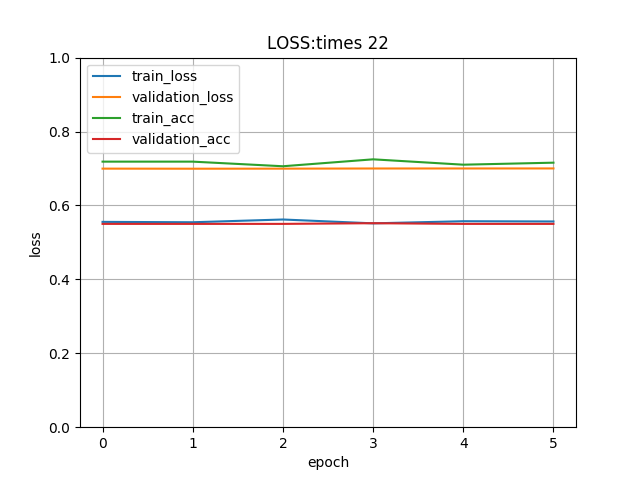 LOSS:times 22
train_loss
validation_loss
train_acc
validation_acc
1.0
0.8
0.6
0.4
0.2
0.0
loss
0 1 2 3 4 5
epoch